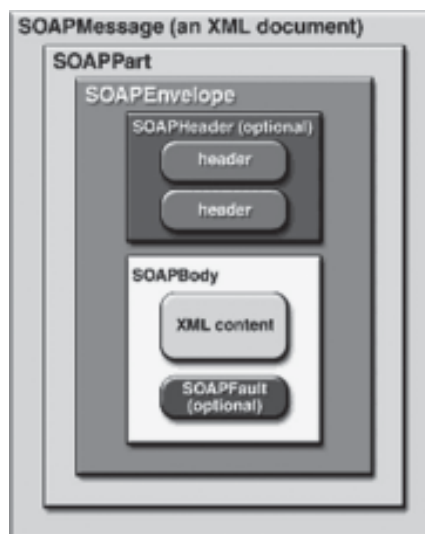 SOAPMessage (an XML document)
SOAPPart
SOAPEnvelope
SOAPHeader (optional)
header
header
SOAPBody
XML content
SOAPFault
(optional)